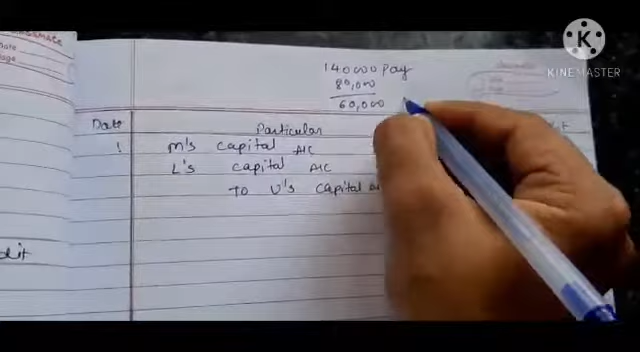 KINEMASTER
140000 pay
80,000
60,000
Date
Particular
1
M's capital A/C
L's capital A/C
To U's capital